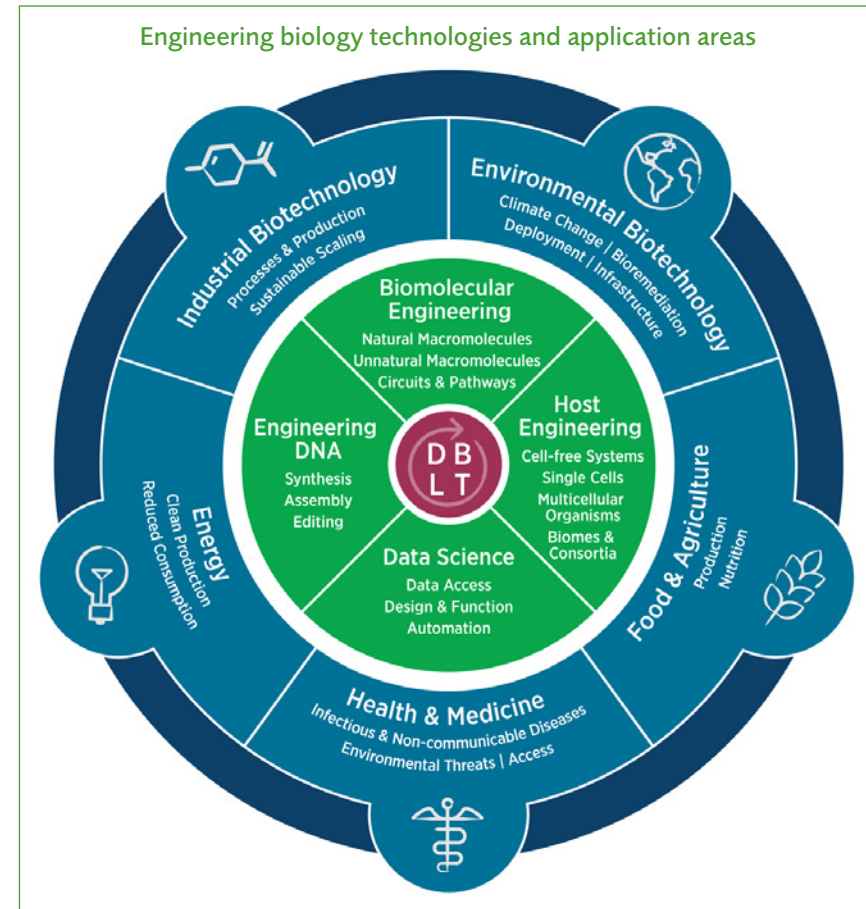 Engineering biology technologies and application areas
Industrial Biotechnology
Processes & Production
Sustainable Scaling
Environmental Biotechnology
Climate Change | Bioremediation
Deployment | Infrastructure
Biomolecular
Engineering
Natural Macromolecules
Unnatural Macromolecules
Circuits & Pathways
Engineering
DNA
Synthesis
Assembly
Editing
D B
L T
Host
Engineering
Cell-free Systems
Single Cells
Multicellular
Organisms
Biomes &
Consortia
Data Science
Data Access
Design & Function
Automation
Energy
Clean Production
Reduced Consumption
Food & Agriculture
Production
Nutrition
Health & Medicine
Infectious & Non-communicable Diseases
Environmental Threats | Access